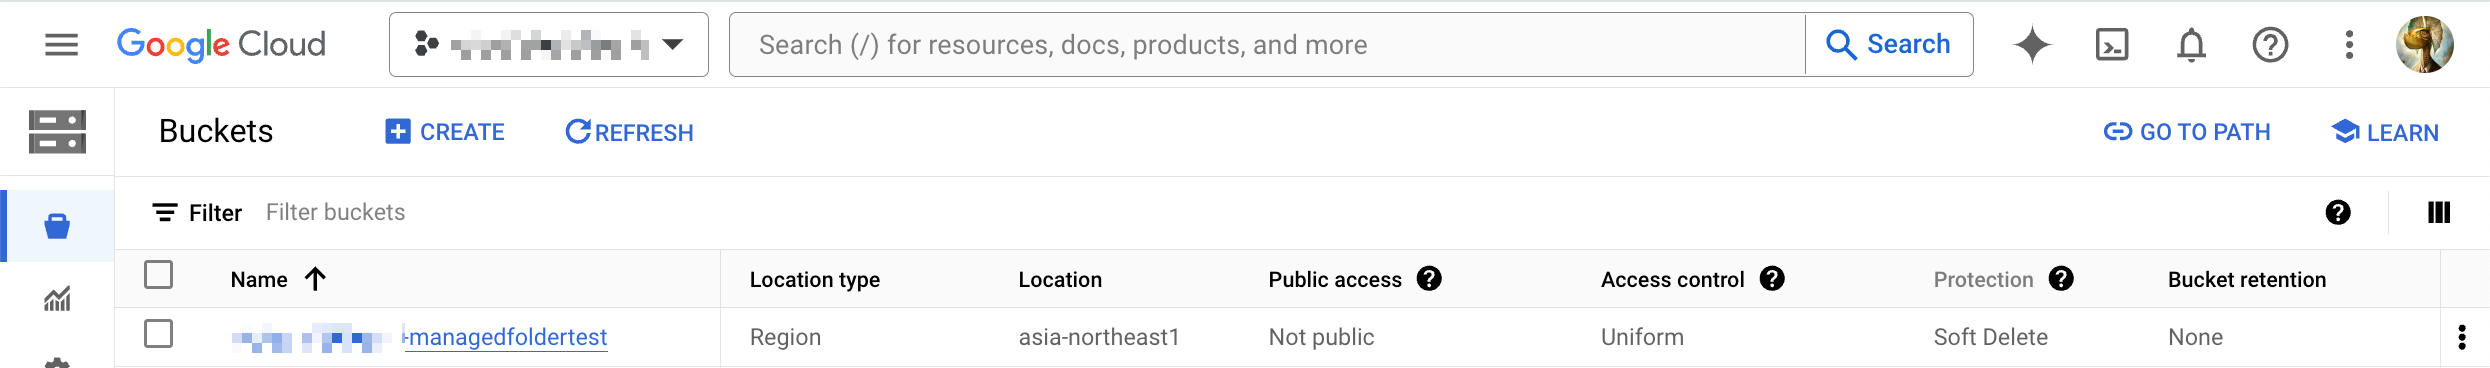 Google Cloud Search (/) for resources, docs, products, and more Search
Buckets CREATE REFRESH GO TO PATH LEARN
Filter Filter buckets
Name Location type Location Public access Access control Protection Bucket retention
-managedfoldertest Region asia-northeast1 Not public Uniform Soft Delete None